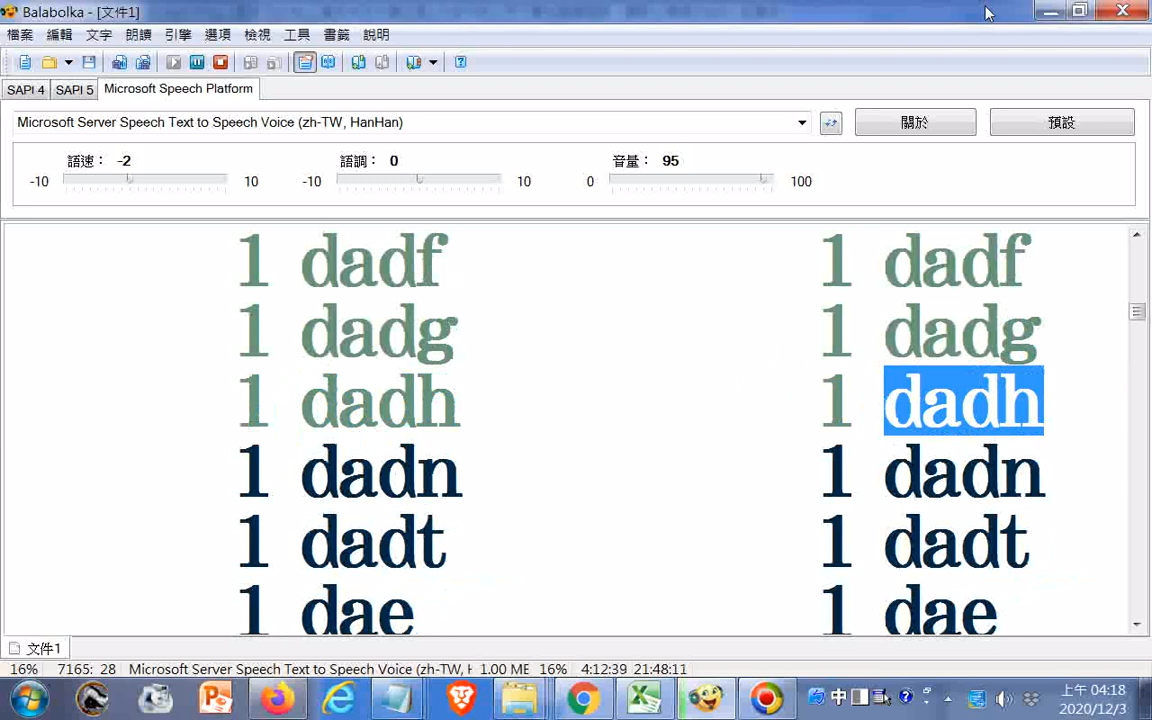 Balabolka - [文件1]
檔案 編輯 文字 朗讀 引擎 選項 檢視 工具 書籤 說明
SAPI 4 SAPI 5 Microsoft Speech Platform
Microsoft Server Speech Text to Speech Voice (zh-TW, HanHan) 關於 預設
語速： -2 語調： 0 音量： 95
-10 10 -10 10 0 100
1 dadf 1 dadf
1 dadg 1 dadg
1 dadh 1 dadh
1 dadn 1 dadn
1 dadt 1 dadt
1 dae 1 dae
文件1
16% 7165: 28 Microsoft Server Speech Text to Speech Voice (zh-TW, H 1.00 ME 16% 4:12:39 21:48:11
中 上午 04:18
2020/12/3